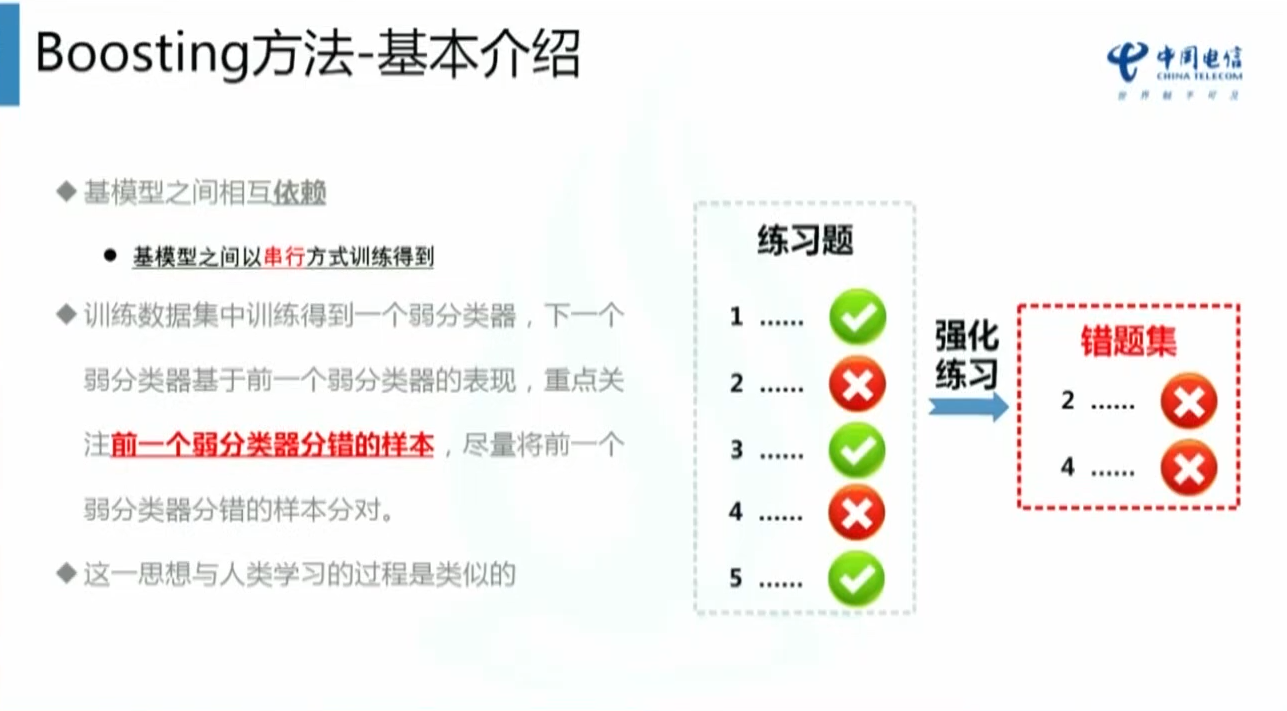 Boosting方法-基本介绍
中国电信
CHINA TELECOM
世界触手可及
◆ 基模型之间相互依赖
● 基模型之间以串行方式训练得到
◆ 训练数据集中训练得到一个弱分类器，下一个
弱分类器基于前一个弱分类器的表现，重点关
注前一个弱分类器分错的样本，尽量将前一个
弱分类器分错的样本分对。
◆ 这一思想与人类学习的过程是类似的
练习题
1 ......
2 ......
3 ......
4 ......
5 ......
强化
练习
错题集
2 ......
4 ......